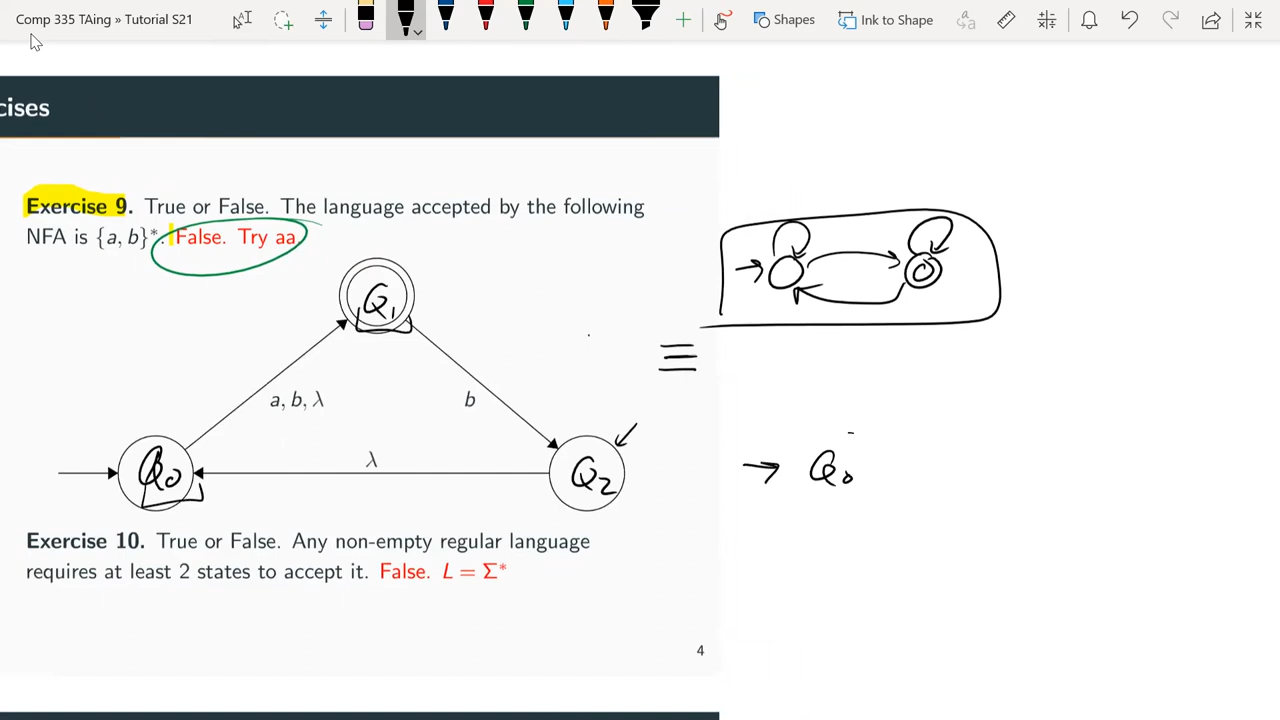 Comp 335 TAing » Tutorial S21
Shapes
Ink to Shape
cises
Exercise 9. True or False. The language accepted by the following
NFA is {a, b}*. False. Try aa.
Q1
a, b, λ
b
≡
Q0
λ
Q2
→ Q0
Exercise 10. True or False. Any non-empty regular language
requires at least 2 states to accept it. False. L = Σ*
4